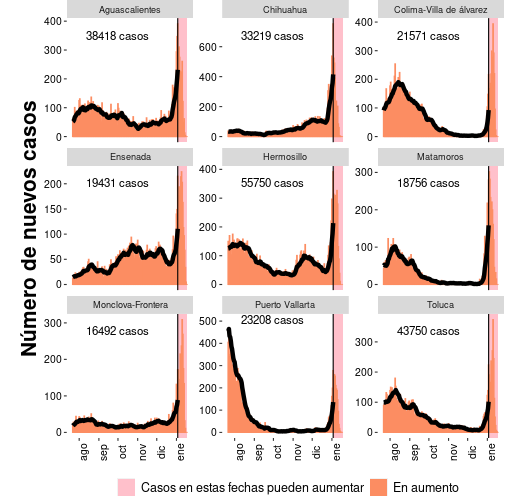 Número de nuevos casos
Aguascalientes
Chihuahua
Colima-Villa de álvarez
38418 casos
33219 casos
21571 casos
400
300
200
100
0
600
400
200
0
400
300
200
100
0
Ensenada
Hermosillo
Matamoros
19431 casos
55750 casos
18756 casos
200
150
100
50
0
400
300
200
100
0
300
200
100
0
Monclova-Frontera
Puerto Vallarta
Toluca
16492 casos
23208 casos
43750 casos
300
200
100
0
500
400
300
200
100
0
300
200
100
0
ago sep oct nov dic ene
ago sep oct nov dic ene
ago sep oct nov dic ene
Casos en estas fechas pueden aumentar
En aumento